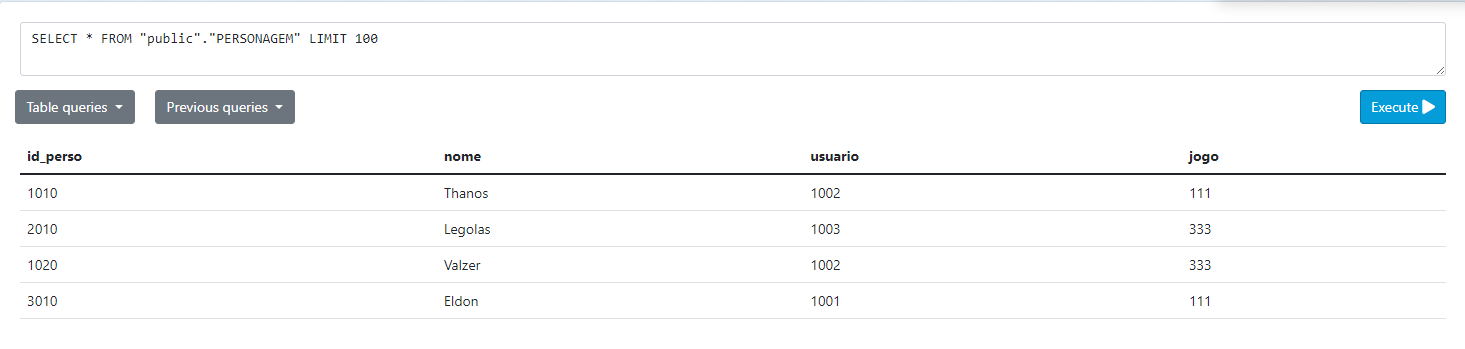 SELECT * FROM "public"."PERSONAGEM" LIMIT 100
Table queries Previous queries Execute
id_perso nome usuario jogo
1010 Thanos 1002 111
2010 Legolas 1003 333
1020 Valzer 1002 333
3010 Eldon 1001 111